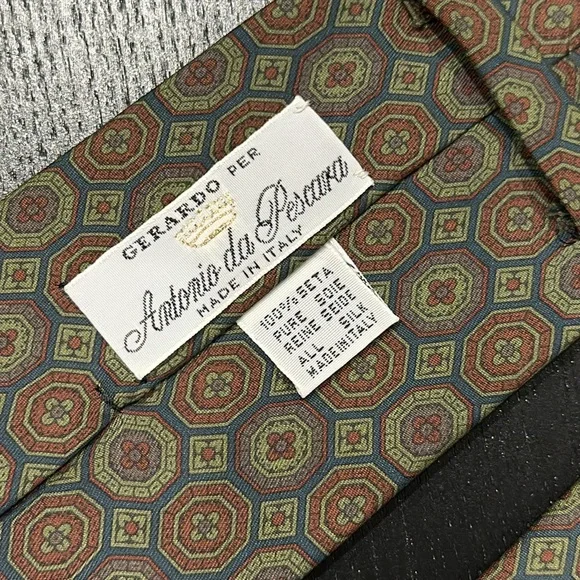 GERARDO PER
Antonio da Pescara
MADE IN ITALY
100% SETA
PURE SOIE
REINE SEIDE
ALL SILK
MADE IN ITALY